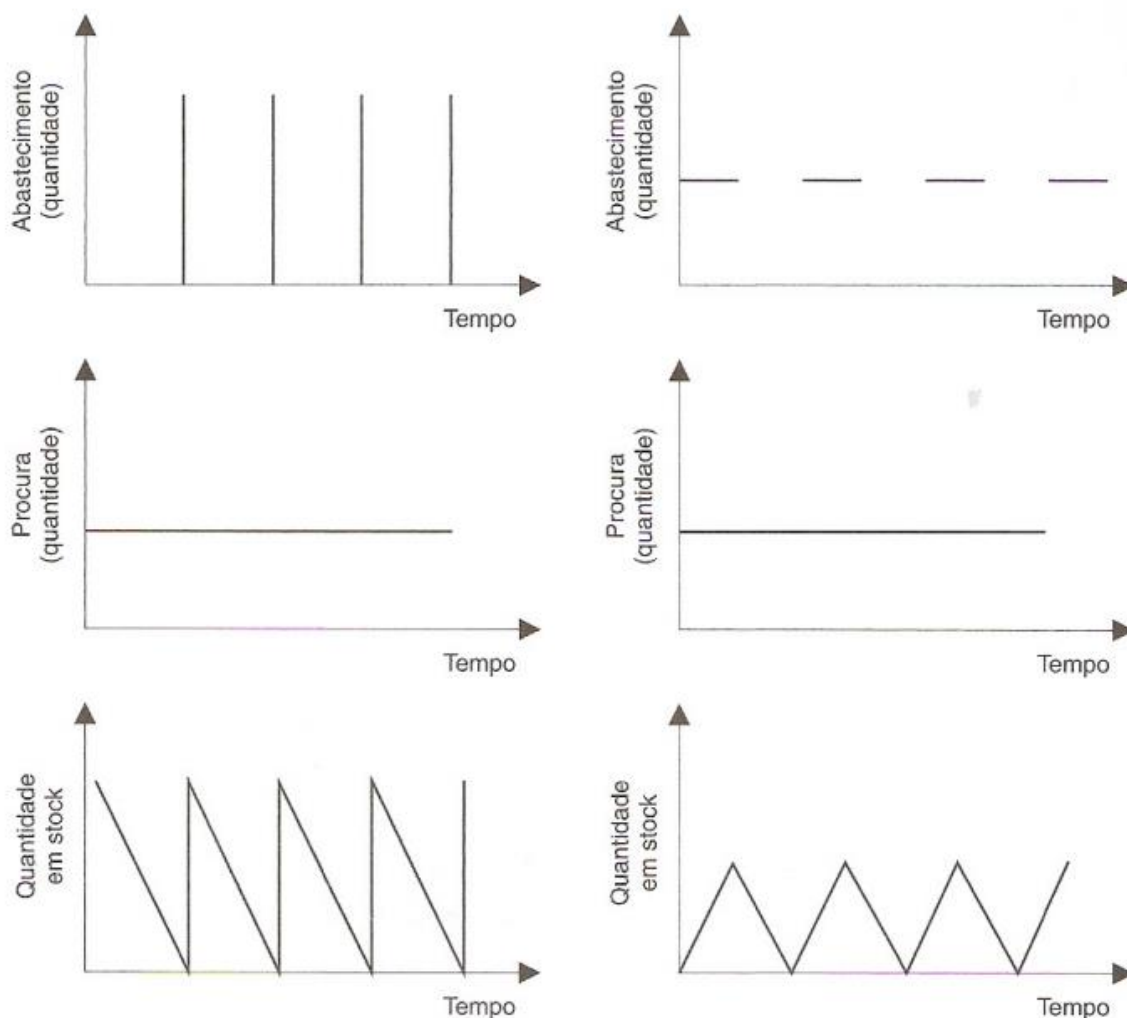 Abastecimento
(quantidade)
Tempo
Abastecimento
(quantidade)
Tempo
Procura
(quantidade)
Tempo
Procura
(quantidade)
Tempo
Quantidade
em stock
Tempo
Quantidade
em stock
Tempo